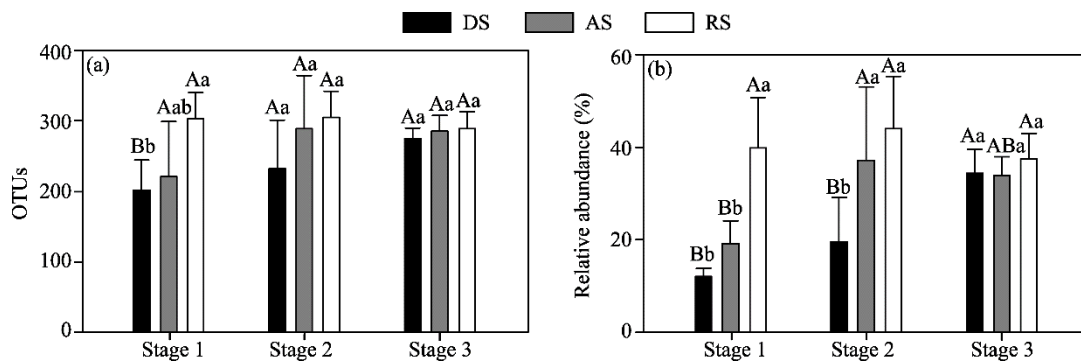 DS AS RS
(a)
OTUs
400
300
200
100
0
Bb Aab Aa
Aa Aa Aa
Aa Aa Aa
Stage 1 Stage 2 Stage 3
(b)
Relative abundance (%)
60
40
20
0
Bb Bb Aa
Bb Aa Aa
Aa ABa Aa
Stage 1 Stage 2 Stage 3